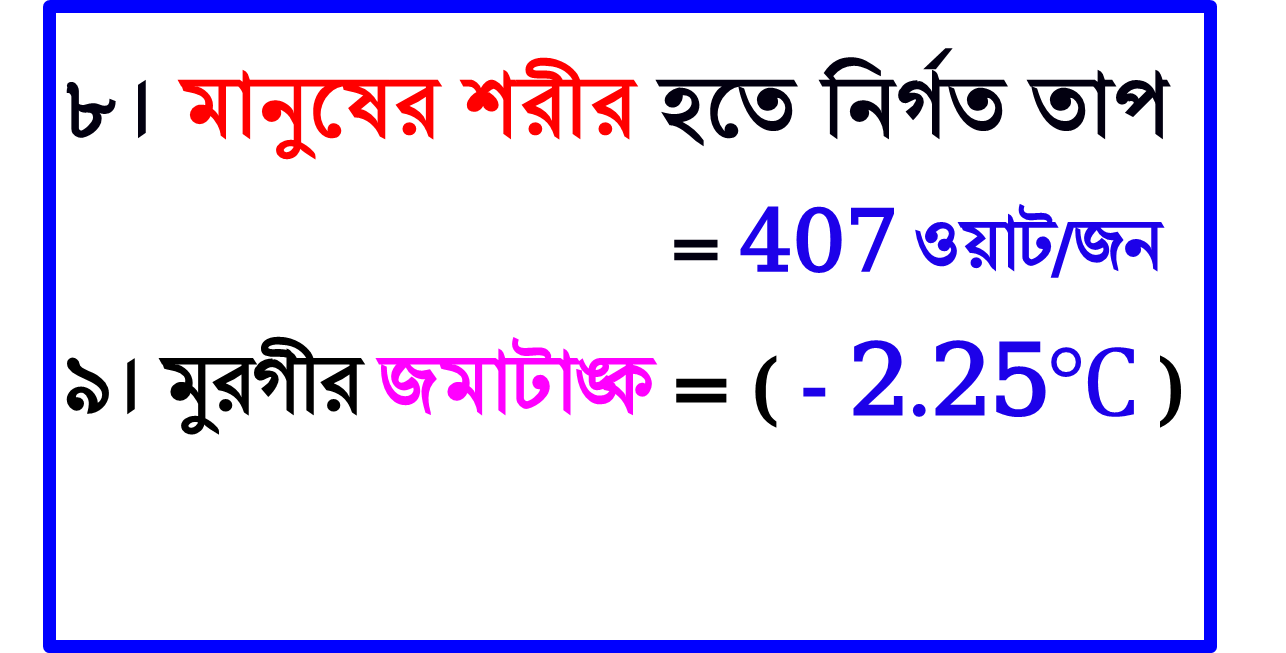 ৮। মানুষের শরীর হতে নির্গত তাপ
= 407 ওয়াট/জন
৯। মুরগীর জমাটাঙ্ক = ( - 2.25°C )